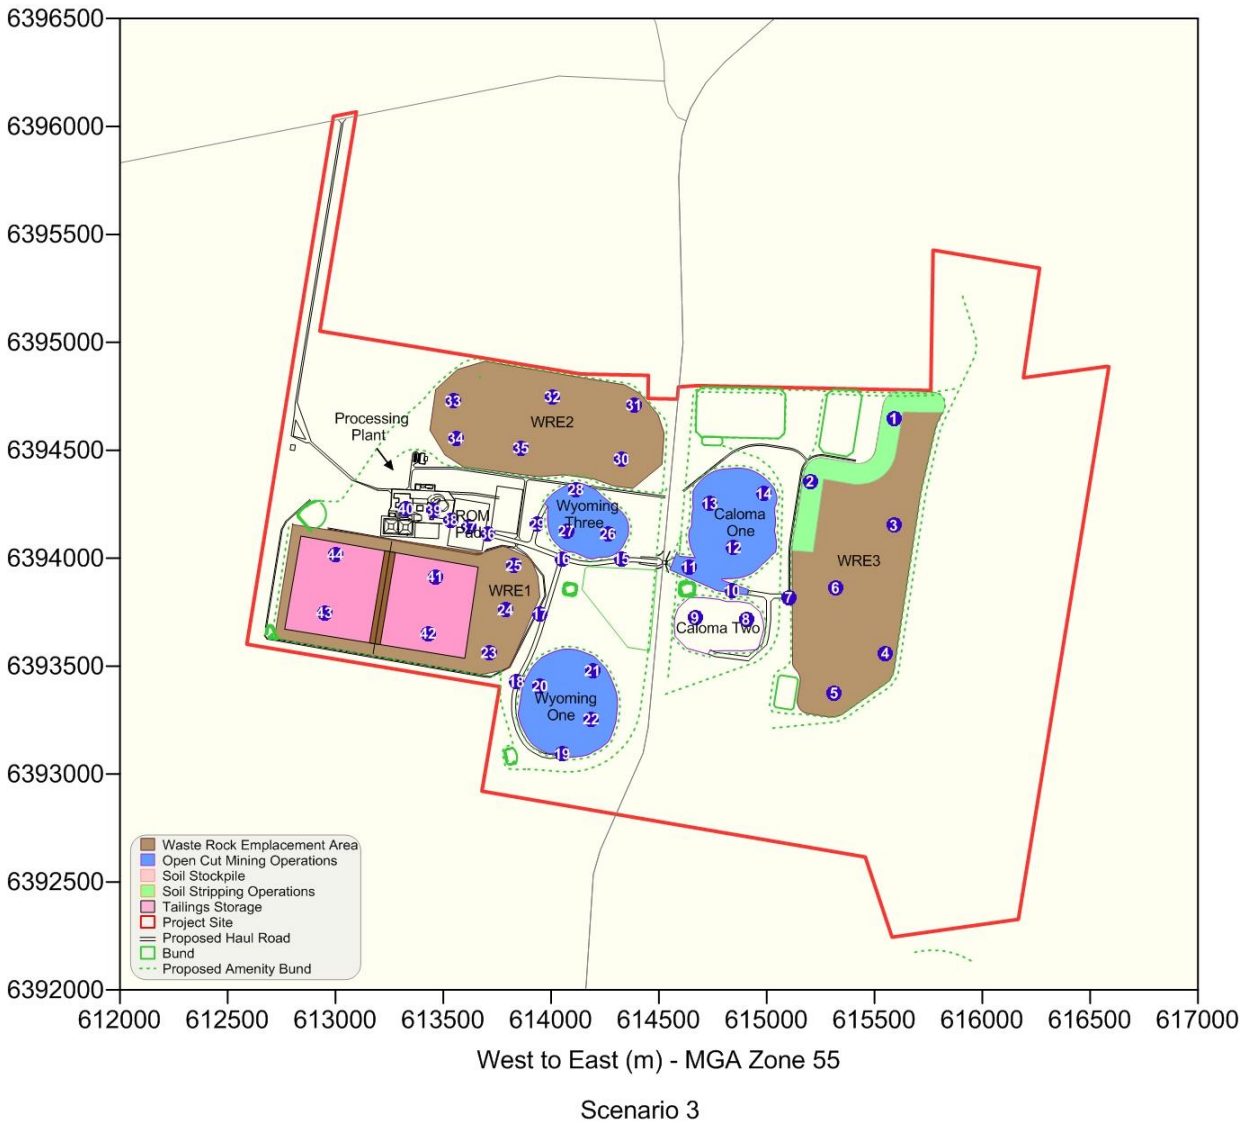 6396500
6396000
6395500
6395000
6394500
6394000
6393500
6393000
6392500
6392000
612000 612500 613000 613500 614000 614500 615000 615500 616000 616500 617000
West to East (m) - MGA Zone 55
Scenario 3
Processing
Plant
WRE2
33
32
31
34
35
30
40
39
38
37
36
ROM
Pad
28
Wyoming
Three
29
27
26
16
15
14
13
Caloma
One
12
11
10
9
8
Caloma Two
7
1
2
3
WRE3
6
4
5
44
41
43
42
25
WRE1
24
17
23
18
21
20
Wyoming
One
22
19
Waste Rock Emplacement Area
Open Cut Mining Operations
Soil Stockpile
Soil Stripping Operations
Tailings Storage
Project Site
Proposed Haul Road
Bund
Proposed Amenity Bund